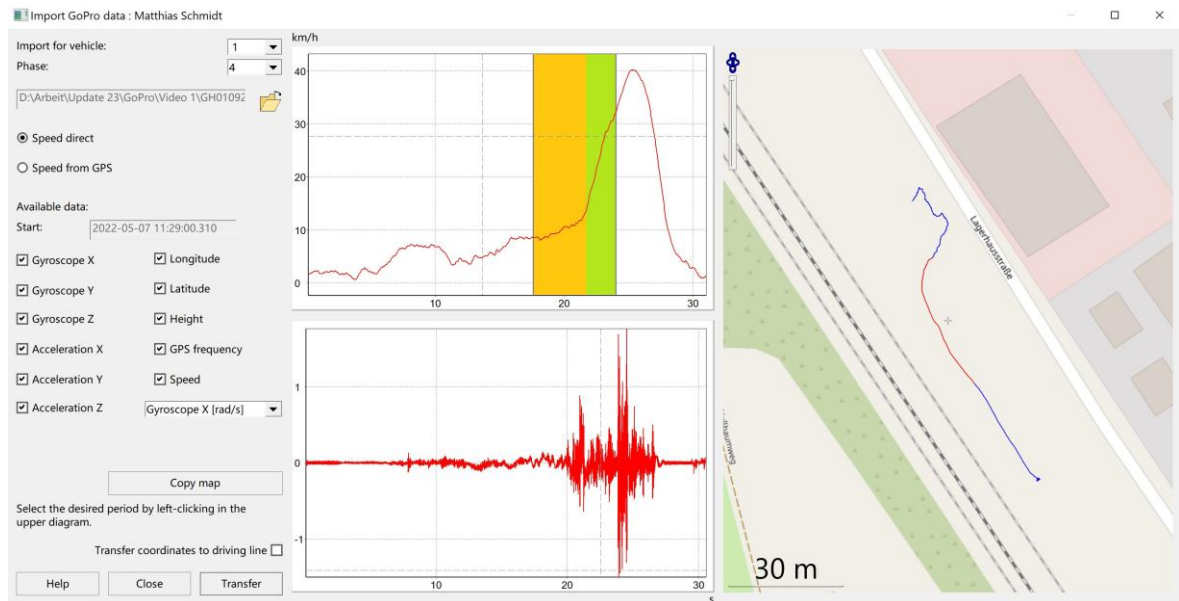 Import GoPro data : Matthias Schmidt
Import for vehicle:
1
Phase:
4
D:\Arbeit\Update 23\GoPro\Video 1\GH01092
Speed direct
Speed from GPS
Available data:
Start:
2022-05-07 11:29:00.310
Gyroscope X
Longitude
Gyroscope Y
Latitude
Gyroscope Z
Height
Acceleration X
GPS frequency
Acceleration Y
Speed
Acceleration Z
Gyroscope X [rad/s]
Copy map
Select the desired period by left-clicking in the
upper diagram.
Transfer coordinates to driving line
Help
Close
Transfer
km/h
40
30
20
10
0
10
20
30
1
0
-1
10
20
30
s
Lagerhausstraße
30 m